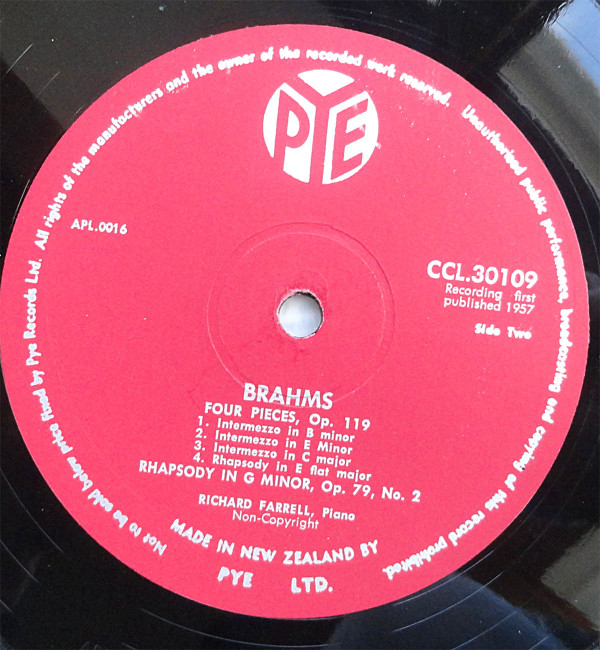 Not to be sold below price fixed by Pye Records Ltd. All rights of the manufacturers and the owner of the recorded work reserved. Unauthorised public performance, broadcasting and copying of this record prohibited.
PYE
APL.0016
CCL.30109
Recording first
published 1957
Side Two
BRAHMS
FOUR PIECES, Op. 119
1. Intermezzo in B minor
2. Intermezzo in E Minor
3. Intermezzo in C major
4. Rhapsody in E flat major
RHAPSODY IN G MINOR, Op. 79, No. 2
RICHARD FARRELL, Piano
Non-Copyright
MADE IN NEW ZEALAND BY
PYE LTD.